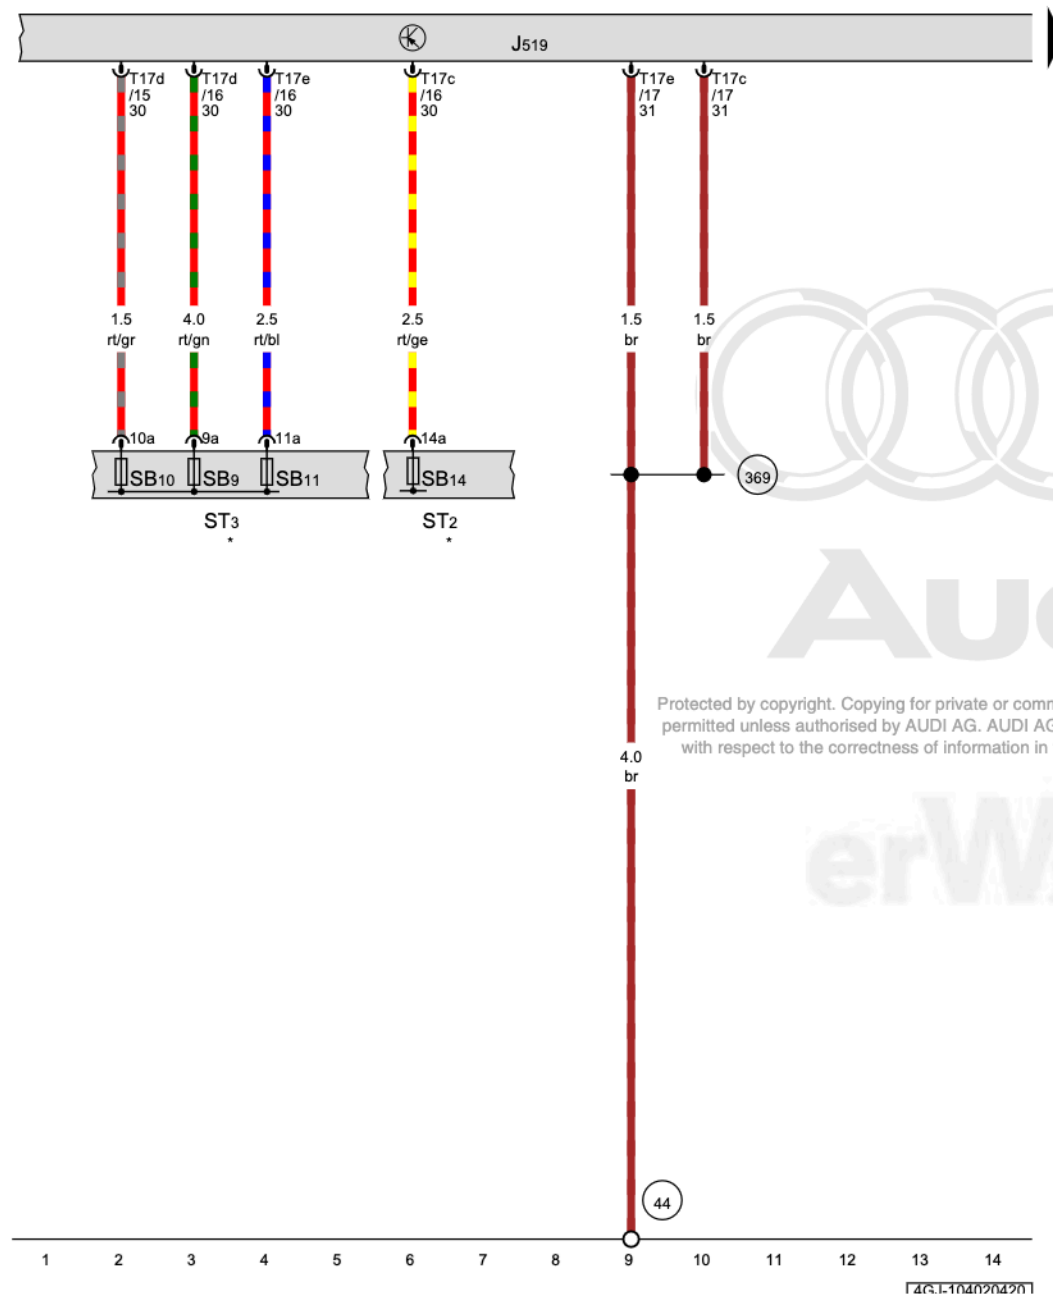 J519
T17d
/15
30
T17d
/16
30
T17e
/16
30
T17c
/16
30
T17e
/17
31
T17c
/17
31
1.5
rt/gr
4.0
rt/gn
2.5
rt/bl
2.5
rt/ge
1.5
br
1.5
br
10a
9a
11a
14a
SB10
SB9
SB11
SB14
369
ST3
*
ST2
*
Protected by copyright. Copying for private or
permitted unless authorised by AUDI AG. AUDI
with respect to the correctness of information in
4.0
br
44
1 2 3 4 5 6 7 8 9 10 11 12 13 14
4GJ-104020420